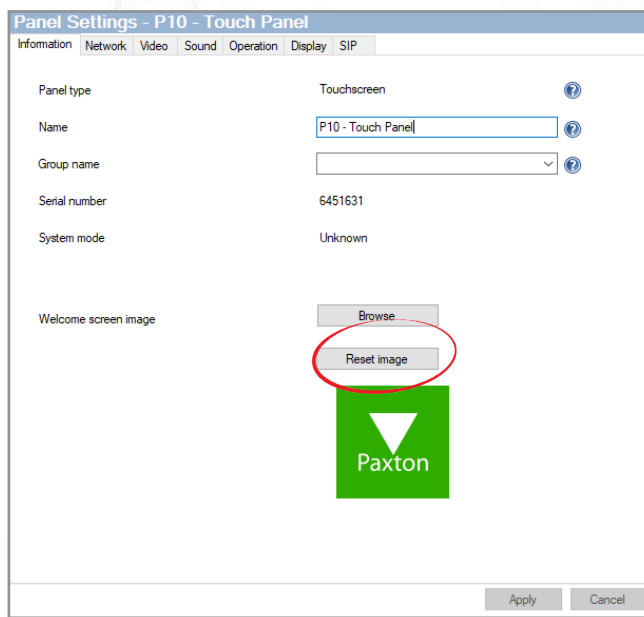 Panel Settings - P10 - Touch Panel
Information Network Video Sound Operation Display SIP
Panel type Touchscreen ?
Name P10 - Touch Panel ?
Group name ?
Serial number 6451631
System mode Unknown
Welcome screen image Browse
Reset image
Paxton
Apply Cancel